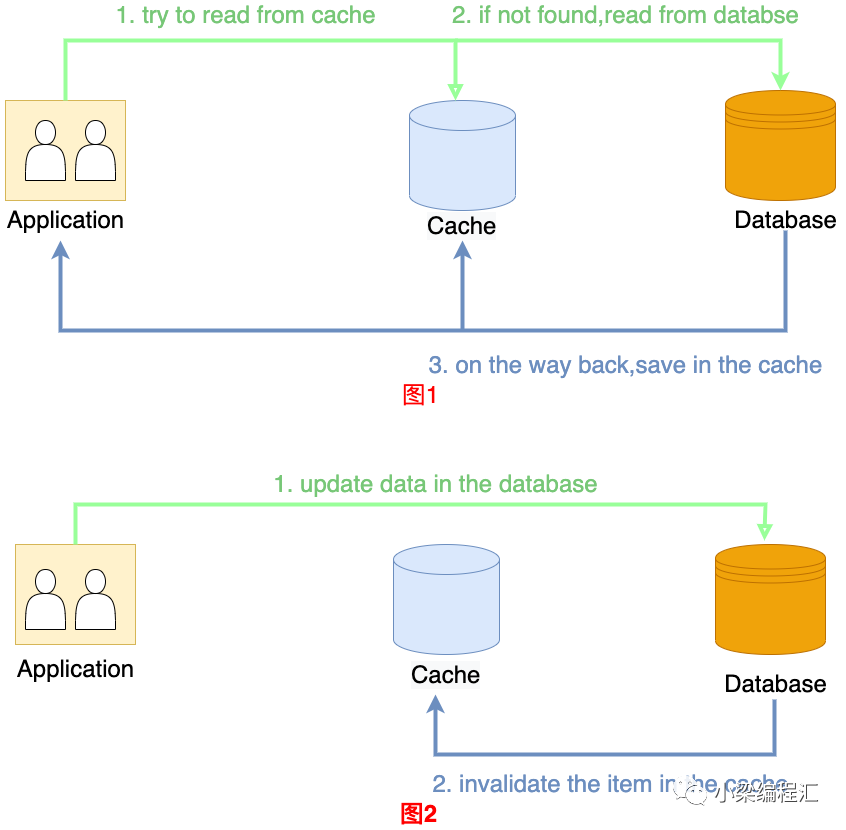 1. try to read from cache
2. if not found,read from databse
Application
Cache
Database
3. on the way back,save in the cache
图1
1. update data in the database
Application
Cache
Database
2. invalidate the item in the cache
小梁编程汇
图2